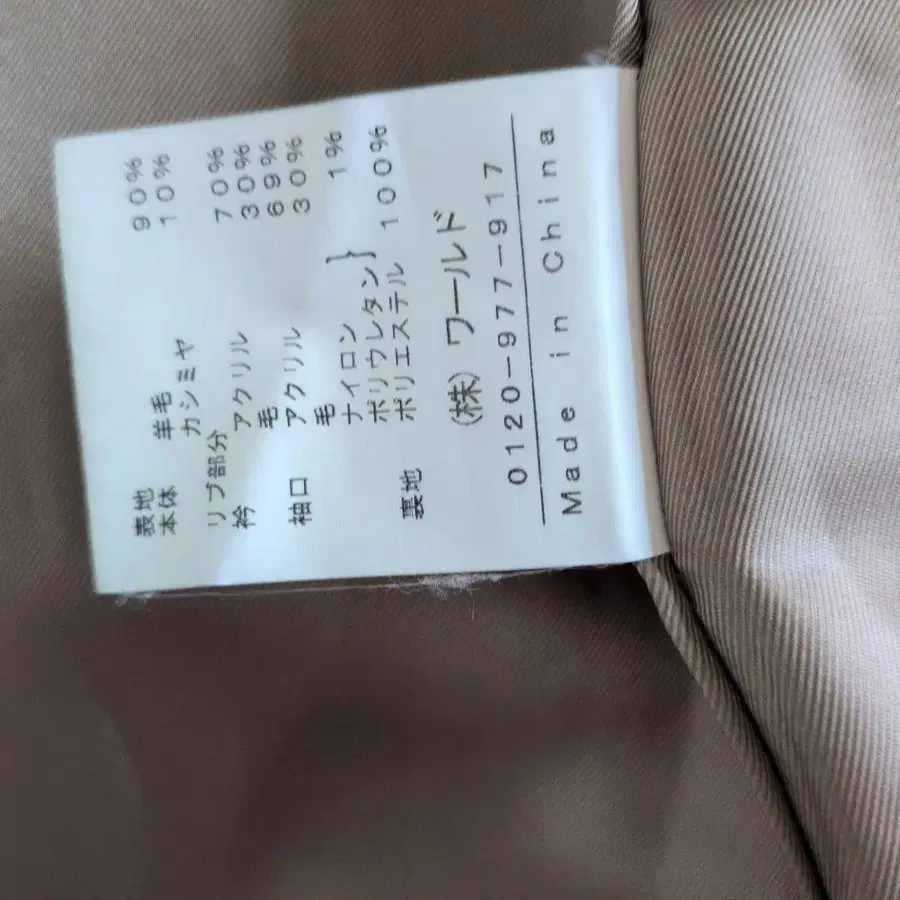 表地
本体 羊毛 90%
カシミヤ 10%
リブ部分
衿 アクリル 70%
毛 30%
袖口 アクリル 69%
毛 30%
ナイロン
ポリウレタン } 1%
裏地 ポリエステル 100%
(株) ワールド
0120-977-917
Made in China